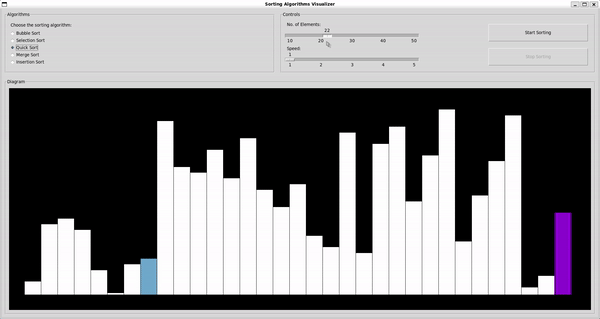 Sorting Algorithms Visualizer
Algorithms
Choose the sorting algorithm:
Bubble Sort
Selection Sort
Quick Sort
Merge Sort
Insertion Sort
Controls
No. of Elements:
22
10 20 30 40 50
Speed:
1
1 2 3 4 5
Start Sorting
Stop Sorting
Diagram